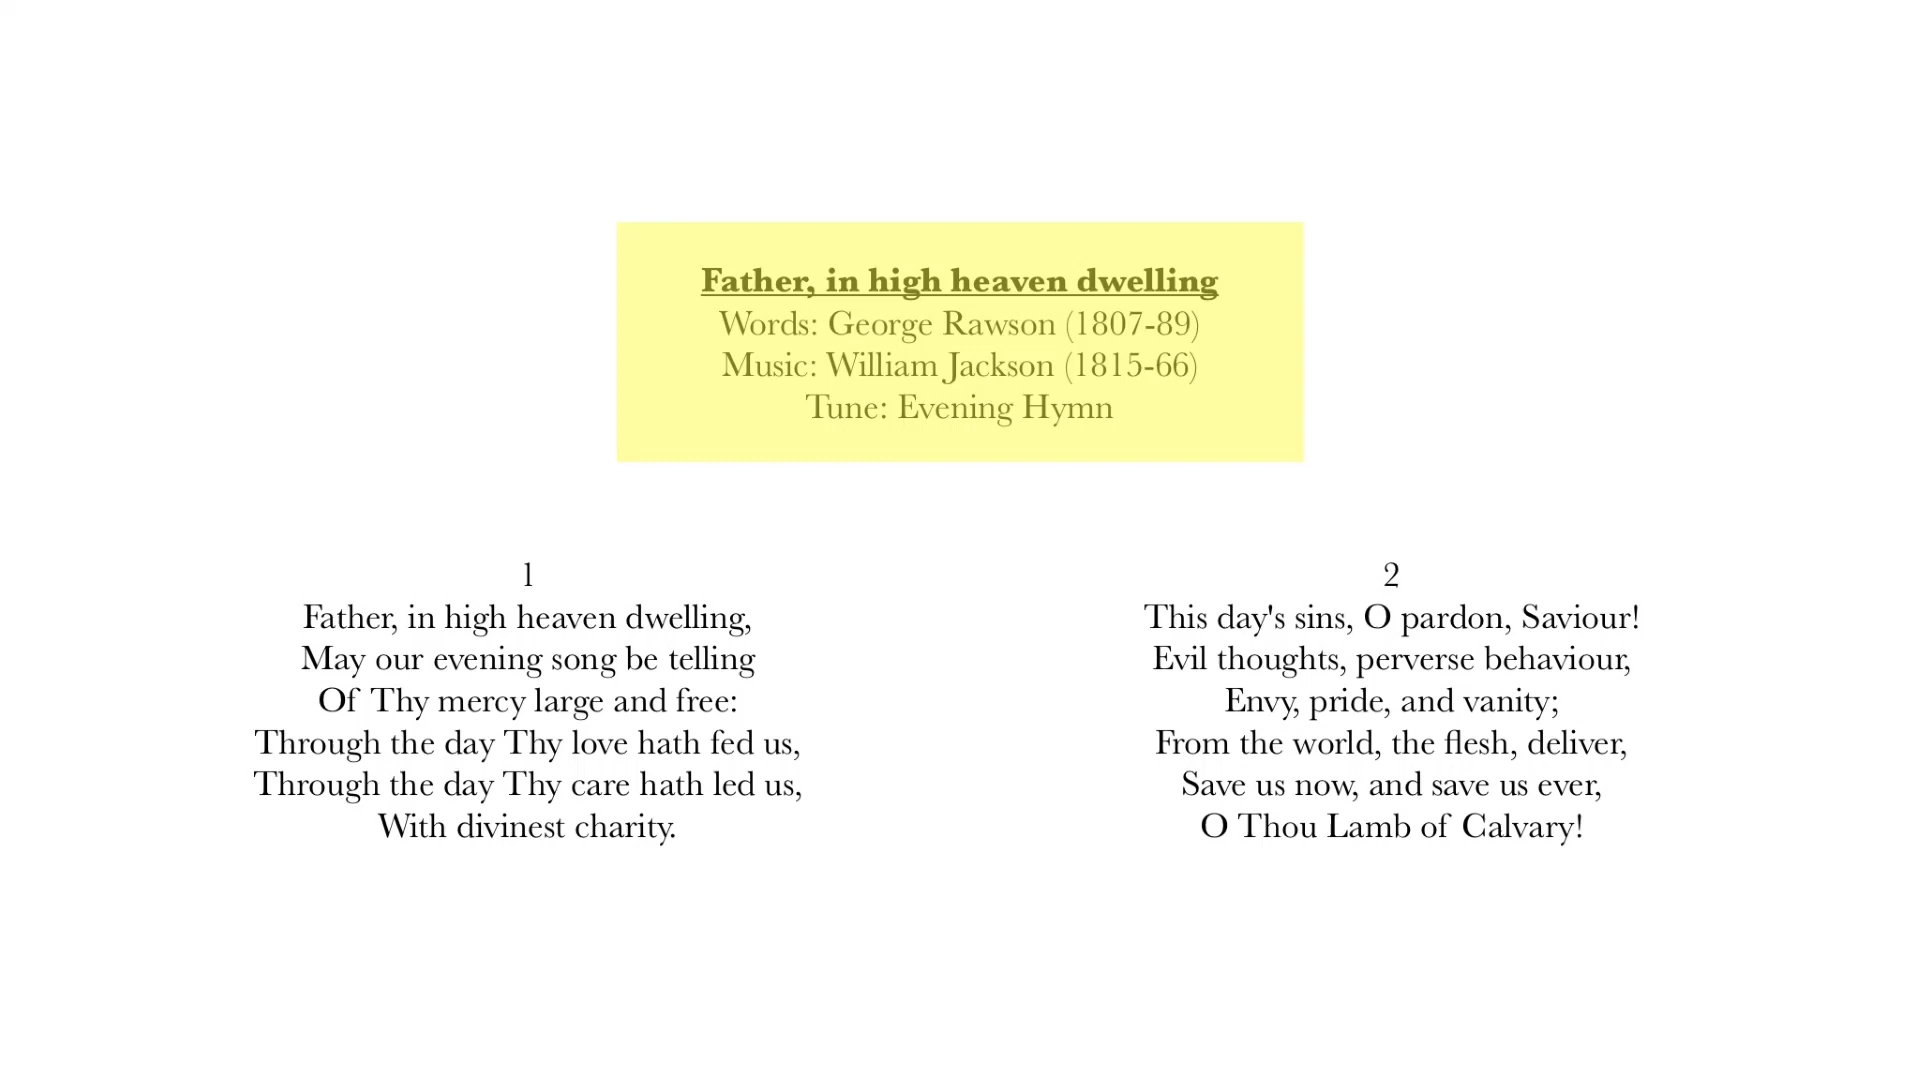 Father, in high heaven dwelling
Words: George Rawson (1807-89)
Music: William Jackson (1815-66)
Tune: Evening Hymn
1
Father, in high heaven dwelling,
May our evening song be telling
Of Thy mercy large and free:
Through the day Thy love hath fed us,
Through the day Thy care hath led us,
With divinest charity.
2
This day's sins, O pardon, Saviour!
Evil thoughts, perverse behaviour,
Envy, pride, and vanity;
From the world, the flesh, deliver,
Save us now, and save us ever,
O Thou Lamb of Calvary!